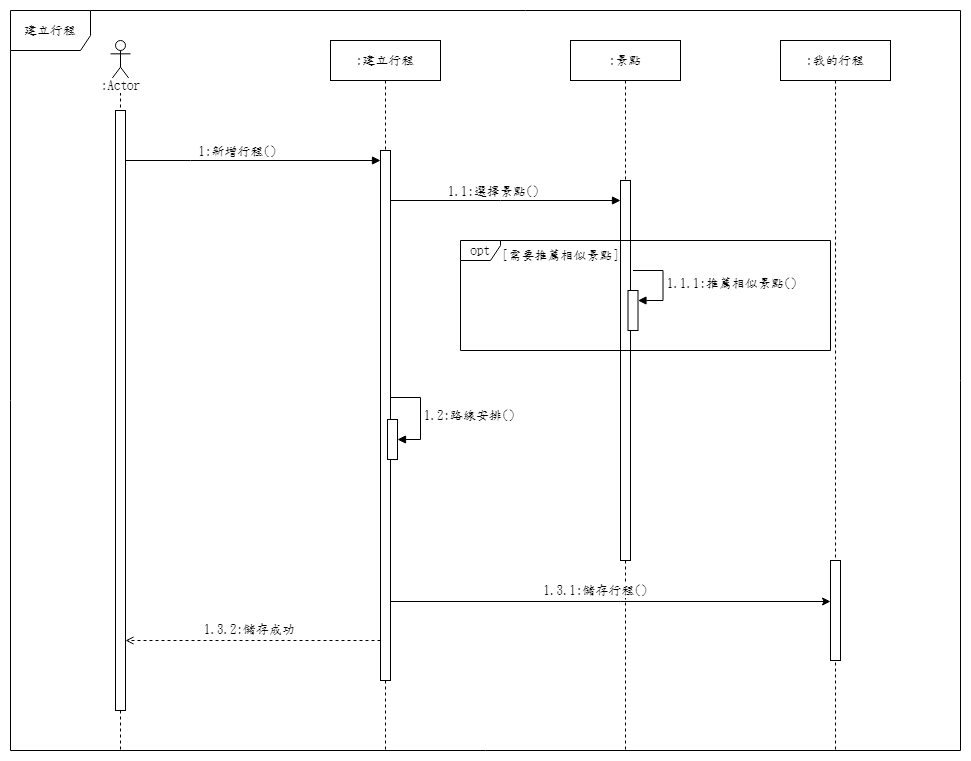 建立行程
:Actor
:建立行程
:景點
:我的行程
1:新增行程()
1.1:選擇景點()
opt
[需要推薦相似景點]
1.1.1:推薦相似景點()
1.2:路線安排()
1.3.1:儲存行程()
1.3.2:儲存成功